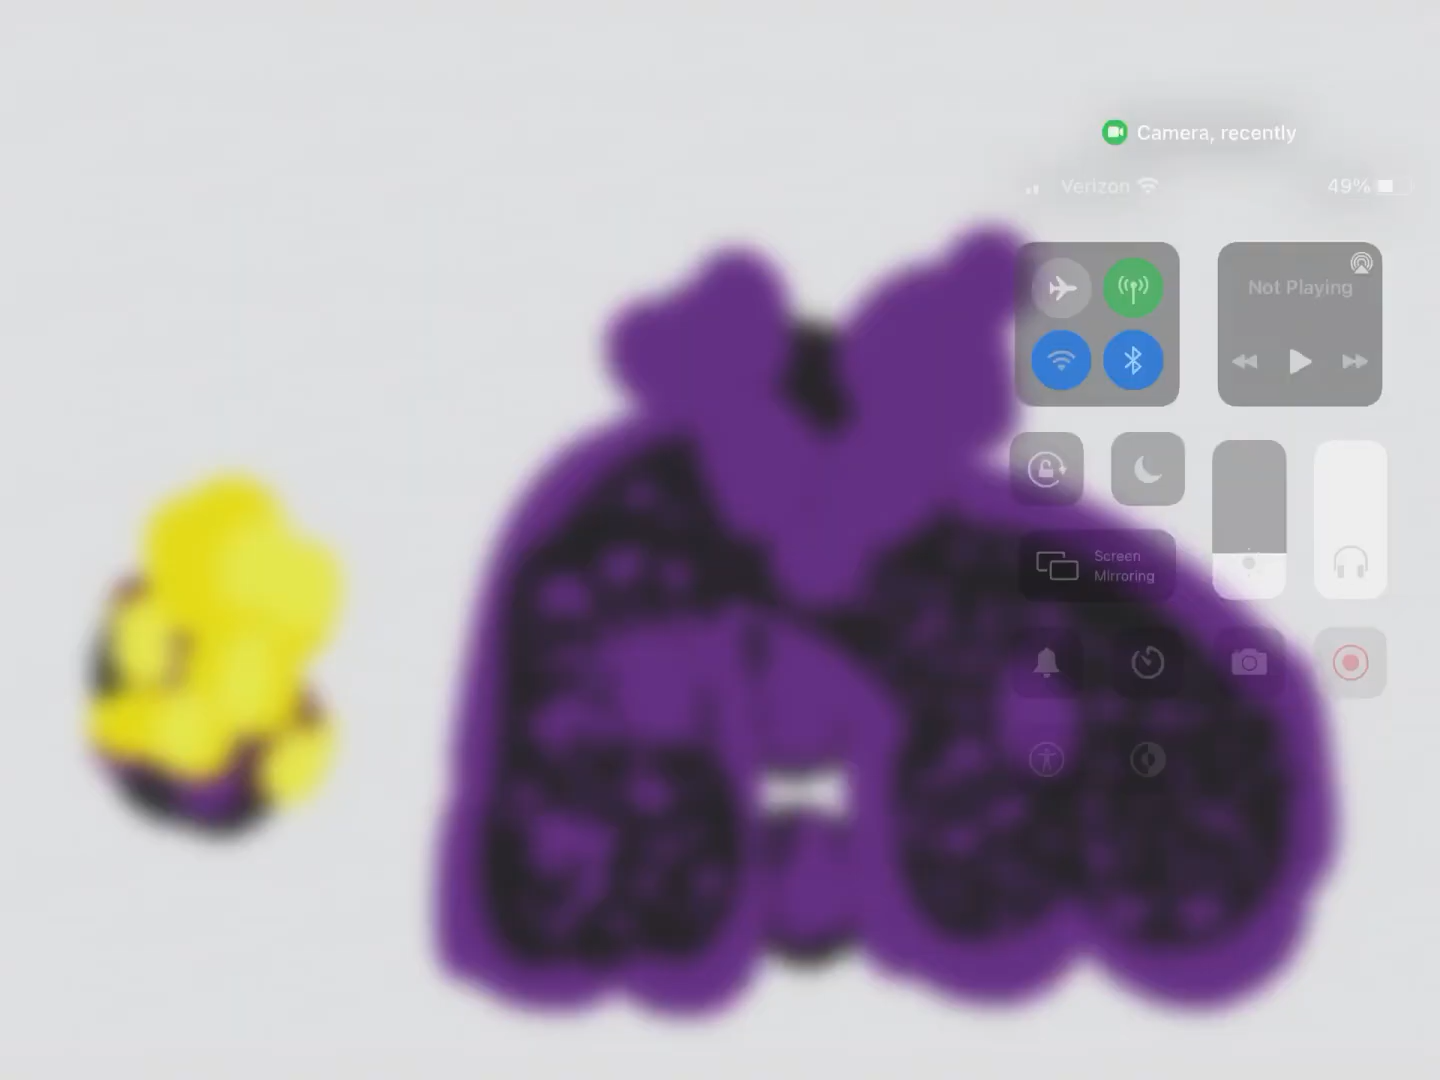 Camera, recently
Verizon
49%
Not Playing
Screen
Mirroring